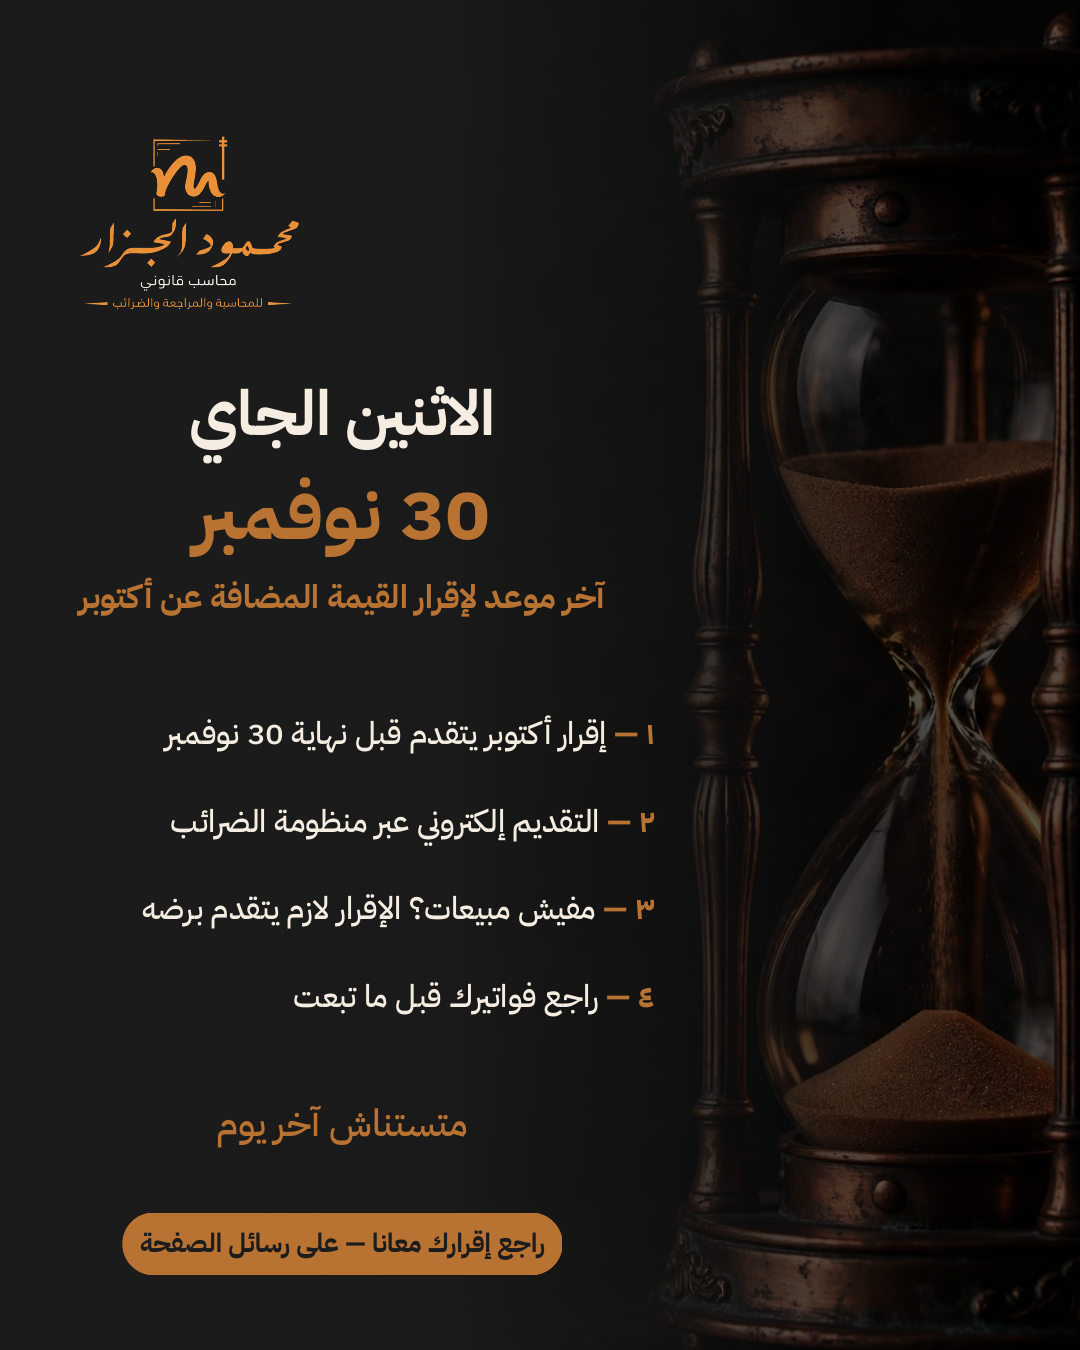 محمود الجزار
محاسب قانوني
للمحاسبة والمراجعة والضرائب
الاثنين الجاي
30 نوفمبر
آخر موعد لإقرار القيمة المضافة عن أكتوبر
١ — إقرار أكتوبر يتقدم قبل نهاية 30 نوفمبر
٢ — التقديم إلكتروني عبر منظومة الضرائب
٣ — مفيش مبيعات؟ الإقرار لازم يتقدم برضه
٤ — راجع فواتيرك قبل ما تبعت
متستناش آخر يوم
راجع إقرارك معانا — على رسائل الصفحة